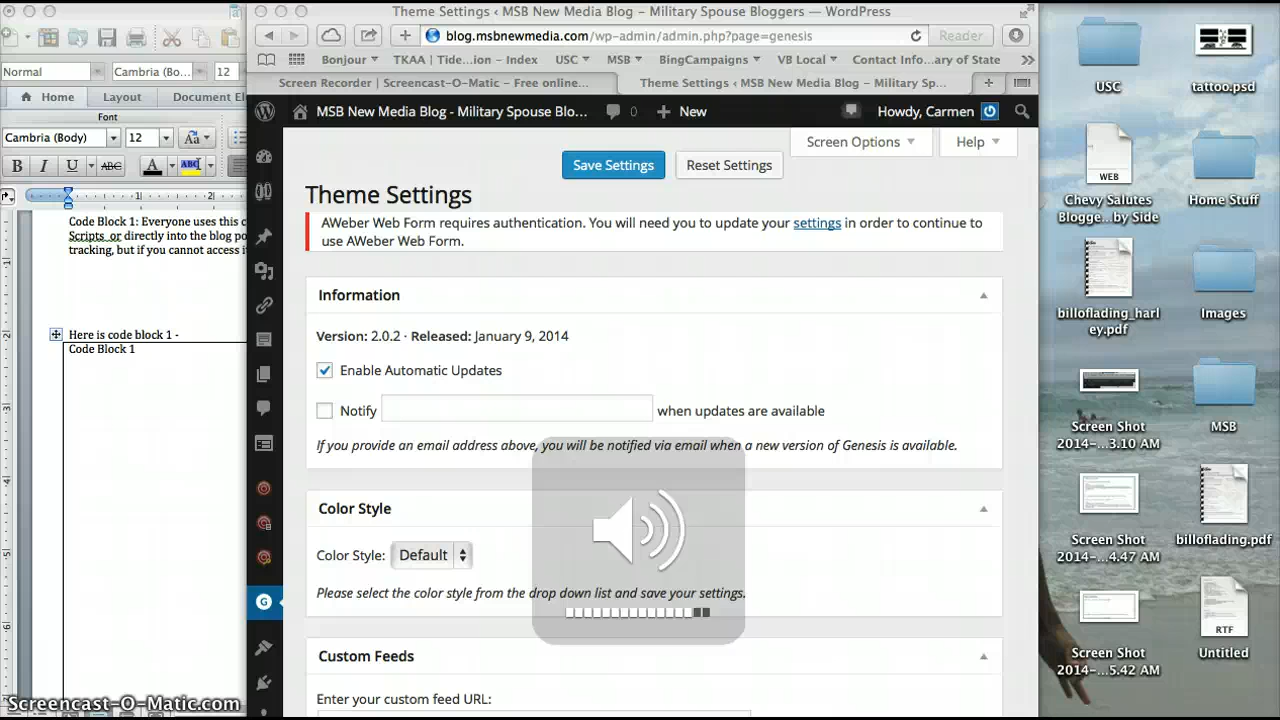 Theme Settings ‹ MSB New Media Blog – Military Spouse Bloggers — WordPress
blog.msbnewmedia.com/wp-admin/admin.php?page=genesis
Reader
Bonjour
TKAA | Tide...ion - Index
USC
MSB
BingCampaigns
VB Local
Contact Info...ary of State
Screen Recorder | Screencast-O-Matic – Free online...
Theme Settings ‹ MSB New Media Blog – Military Sp...
MSB New Media Blog - Military Spouse Blo...
0
New
Howdy, Carmen
Screen Options
Help
Save Settings
Reset Settings
Theme Settings
AWeber Web Form requires authentication. You will need you to update your settings in order to continue to
use AWeber Web Form.
Information
Version: 2.0.2 · Released: January 9, 2014
Enable Automatic Updates
Notify
when updates are available
If you provide an email address above, you will be notified via email when a new version of Genesis is available.
Color Style
Color Style: Default
Please select the color style from the drop down list and save your settings.
Custom Feeds
Enter your custom feed URL:
Normal
Cambria (Bo...
12
Home
Layout
Document El
Font
Cambria (Body)
12
Aa
B I U ABC A ABC
1
2
Code Block 1: Everyone uses this c
Scripts, or directly into the blog po
tracking, but if you cannot access i
Here is code block 1 -
Code Block 1
1
2
3
4
5
6
G
Screencast-O-Matic.com
USC
tattoo.psd
WEB
Chevy Salutes
Blogge...by Side
Home Stuff
billoflading_harl
ey.pdf
Images
Screen Shot
2014-...3.10 AM
MSB
Screen Shot
2014-...4.47 AM
billoflading.pdf
RTF
Screen Shot
2014-...5.42 AM
Untitled